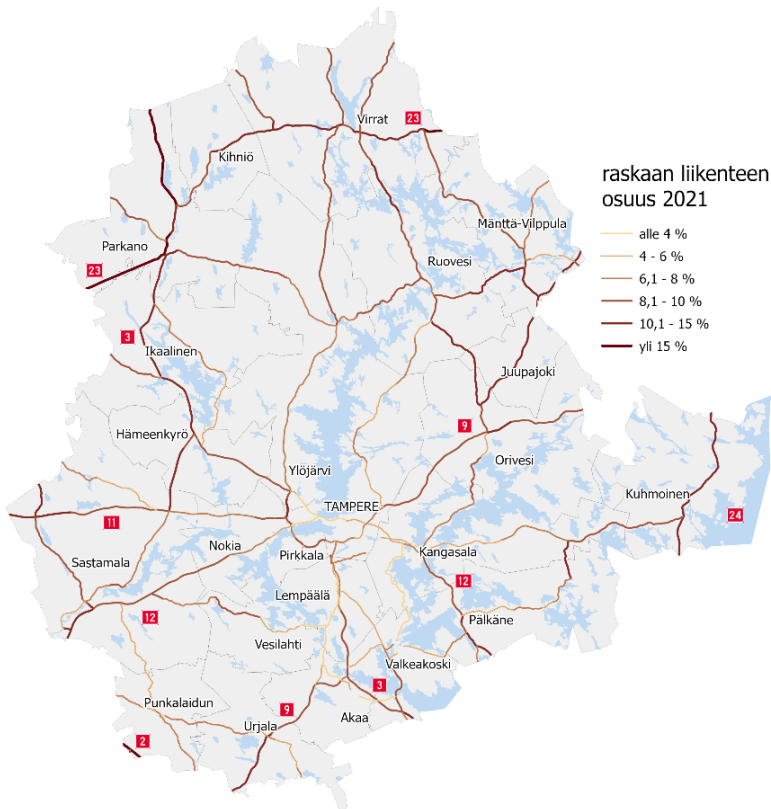 Virrat
23
Kihniö
raskaan liikenteen
osuus 2021
Mänttä-Vilppula
alle 4 %
4 - 6 %
6,1 - 8 %
8,1 - 10 %
10,1 - 15 %
yli 15 %
Parkano
Ruovesi
23
3
Ikaalinen
Juupajoki
Hämeenkyrö
9
Orivesi
Ylöjärvi
Kuhmoinen
TAMPERE
24
11
Nokia
Pirkkala
Kangasala
Sastamala
12
Lempäälä
12
Pälkäne
Vesilahti
Valkeakoski
3
Punkalaidun
9
Akaa
Urjala
2